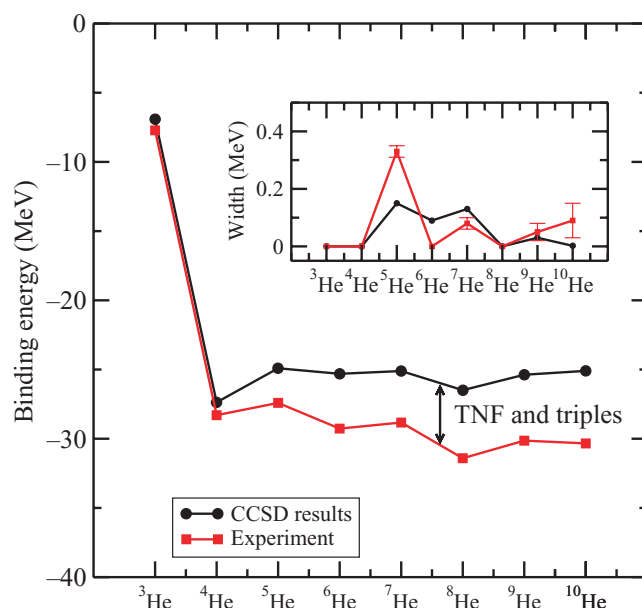 0
−10
−20
−30
−40
Binding energy (MeV)
0.4
0.2
0
Width (MeV)
³He ⁴He ⁵He ⁶He ⁷He ⁸He ⁹He ¹⁰He
TNF and triples
CCSD results
Experiment
³He ⁴He ⁵He ⁶He ⁷He ⁸He ⁹He ¹⁰He